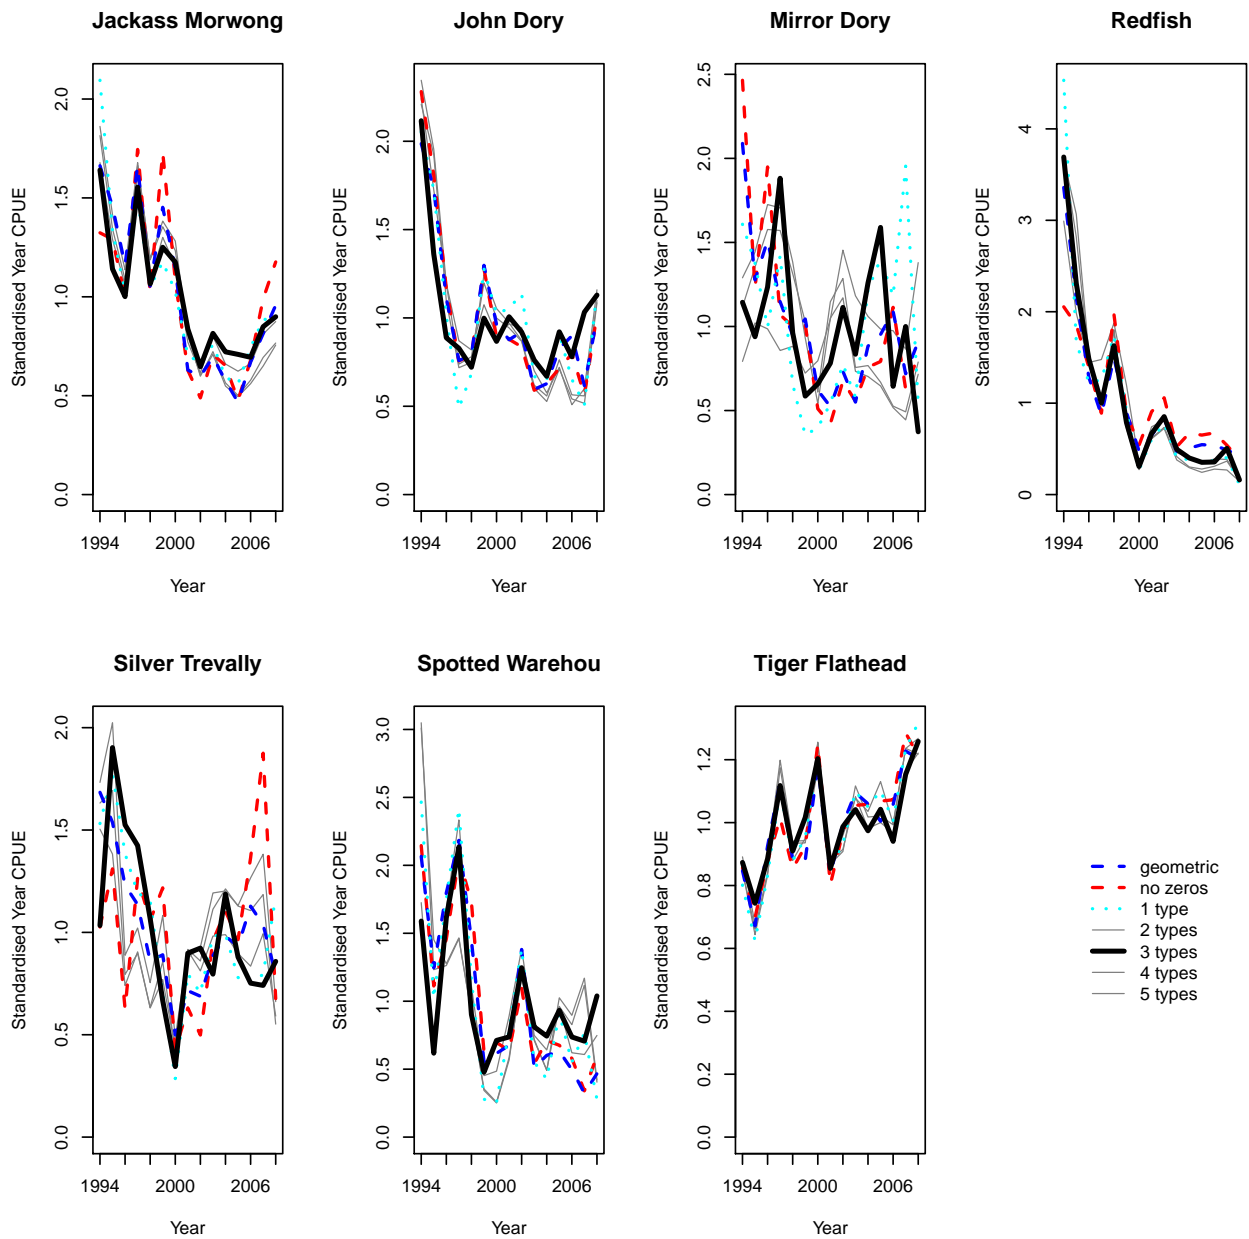 Jackass Morwong
Standardised Year CPUE
0.0 0.5 1.0 1.5 2.0
1994 2000 2006
Year
John Dory
Standardised Year CPUE
0.0 0.5 1.0 1.5 2.0
1994 2000 2006
Year
Mirror Dory
Standardised Year CPUE
0.0 0.5 1.0 1.5 2.0 2.5
1994 2000 2006
Year
Redfish
Standardised Year CPUE
0 1 2 3 4
1994 2000 2006
Year
Silver Trevally
Standardised Year CPUE
0.0 0.5 1.0 1.5 2.0
1994 2000 2006
Year
Spotted Warehou
Standardised Year CPUE
0.0 0.5 1.0 1.5 2.0 2.5 3.0
1994 2000 2006
Year
Tiger Flathead
Standardised Year CPUE
0.0 0.2 0.4 0.6 0.8 1.0 1.2
1994 2000 2006
Year
geometric
no zeros
1 type
2 types
3 types
4 types
5 types